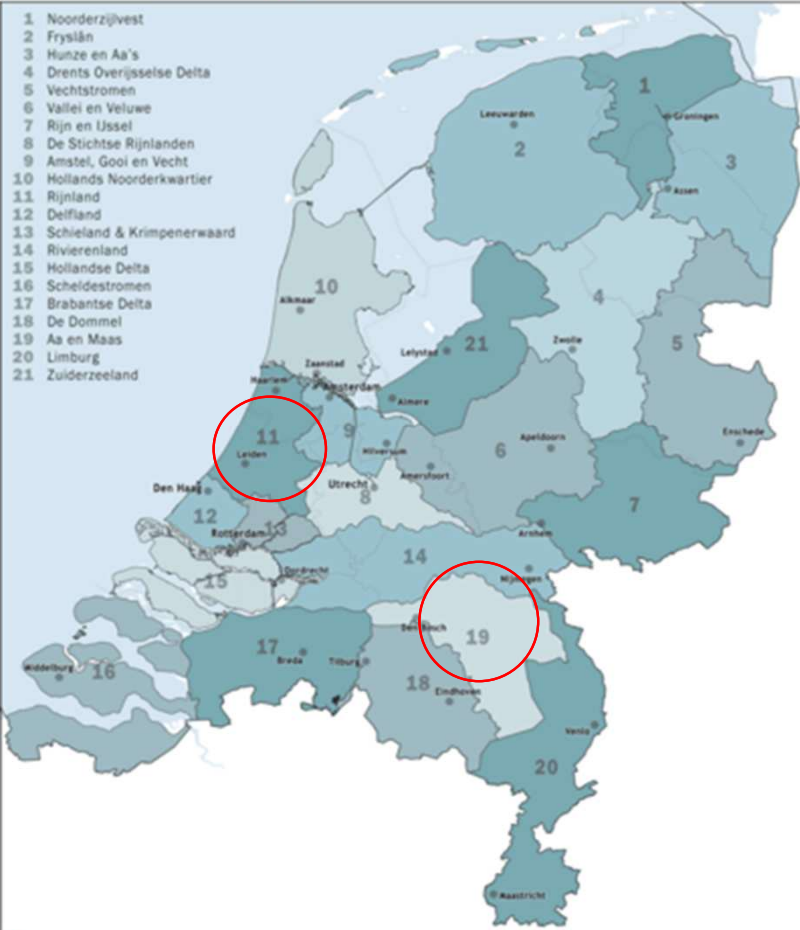 1 Noorderzijlvest
2 Fryslân
3 Hunze en Aa's
4 Drents Overijsselse Delta
5 Vechtstromen
6 Vallei en Veluwe
7 Rijn en IJssel
8 De Stichtse Rijnlanden
9 Amstel, Gooi en Vecht
10 Hollands Noorderkwartier
11 Rijnland
12 Delfland
13 Schieland & Krimpenerwaard
14 Rivierenland
15 Hollandse Delta
16 Scheldestromen
17 Brabantse Delta
18 De Dommel
19 Aa en Maas
20 Limburg
21 Zuiderzeeland
1
Leeuwarden
Groningen
2
3
Assen
10
4
Alkmaar
Zwolle
5
21
Lelystad
Zaanstad
Haarlem
Amsterdam
Almere
9
11
Enschede
Apeldoorn
6
Hilversum
Leiden
Amersfoort
Utrecht
Den Haag
8
7
12
13
Rotterdam
Arnhem
14
Dordrecht
Nijmegen
15
Den Bosch
19
17
Breda
Tilburg
Middelburg
16
18
Eindhoven
Venlo
20
Maastricht